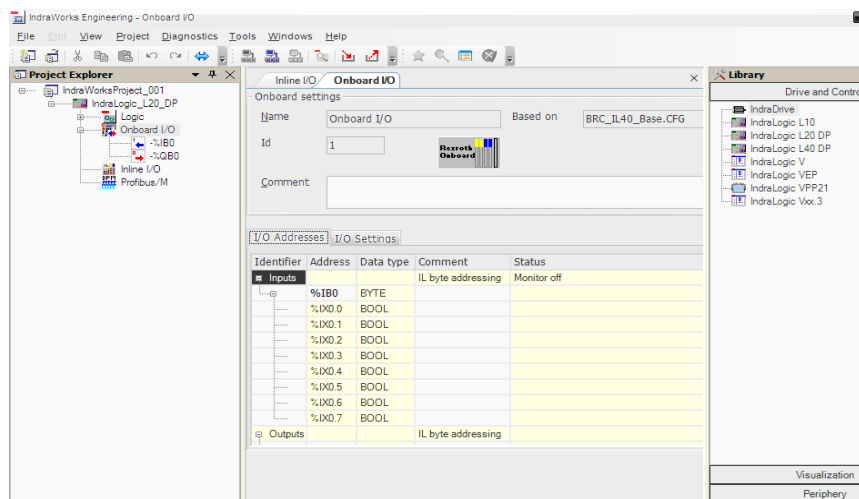 IndraWorks Engineering - Onboard I/O
File Edit View Project Diagnostics Tools Windows Help
Project Explorer
IndraWorksProject_001
IndraLogic_L20_DP
Logic
Onboard I/O
-%IB0
-%QB0
Inline I/O
Profibus/M
Inline I/O Onboard I/O
Onboard settings
Name Onboard I/O Based on BRC_IL40_Base.CFG
Id 1 Rexroth
Onboard
Comment
I/O Addresses I/O Settings
Identifier Address Data type Comment Status
Inputs IL byte addressing Monitor off
%IB0 BYTE
%IX0.0 BOOL
%IX0.1 BOOL
%IX0.2 BOOL
%IX0.3 BOOL
%IX0.4 BOOL
%IX0.5 BOOL
%IX0.6 BOOL
%IX0.7 BOOL
Outputs IL byte addressing
Library
Drive and Contro
IndraDrive
IndraLogic L10
IndraLogic L20 DP
IndraLogic L40 DP
IndraLogic V
IndraLogic VEP
IndraLogic VPP21
IndraLogic Vxx.3
Visualization
Periphery